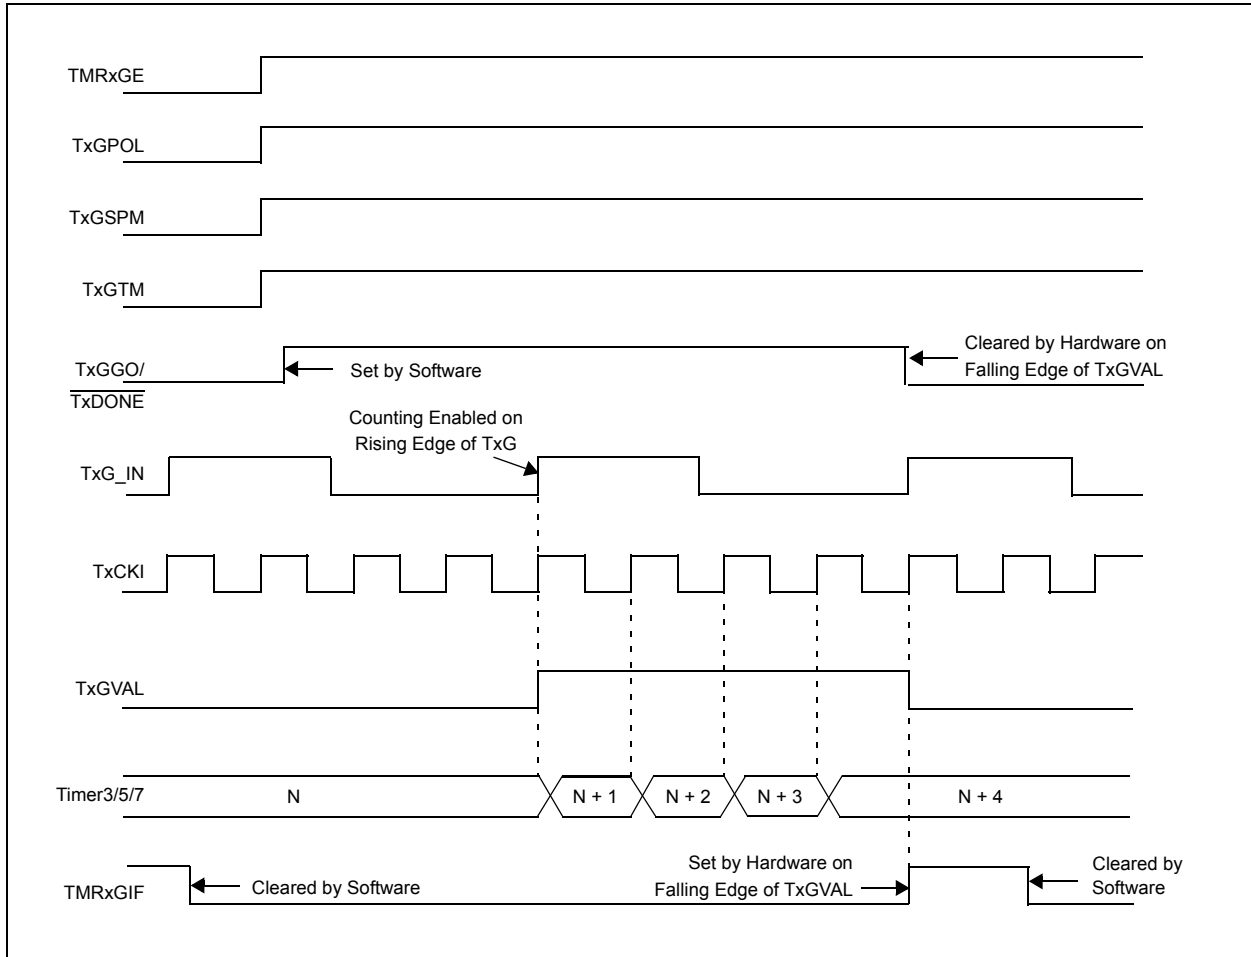 TMRxGE
TxGPOL
TxGSPM
TxGTM
TxGGO/
TxDONE
Set by Software
Cleared by Hardware on
Falling Edge of TxGVAL
Counting Enabled on
Rising Edge of TxG
TxG_IN
TxCKI
TxGVAL
Timer3/5/7
N
N + 1
N + 2
N + 3
N + 4
TMRxGIF
Cleared by Software
Set by Hardware on
Falling Edge of TxGVAL
Cleared by
Software